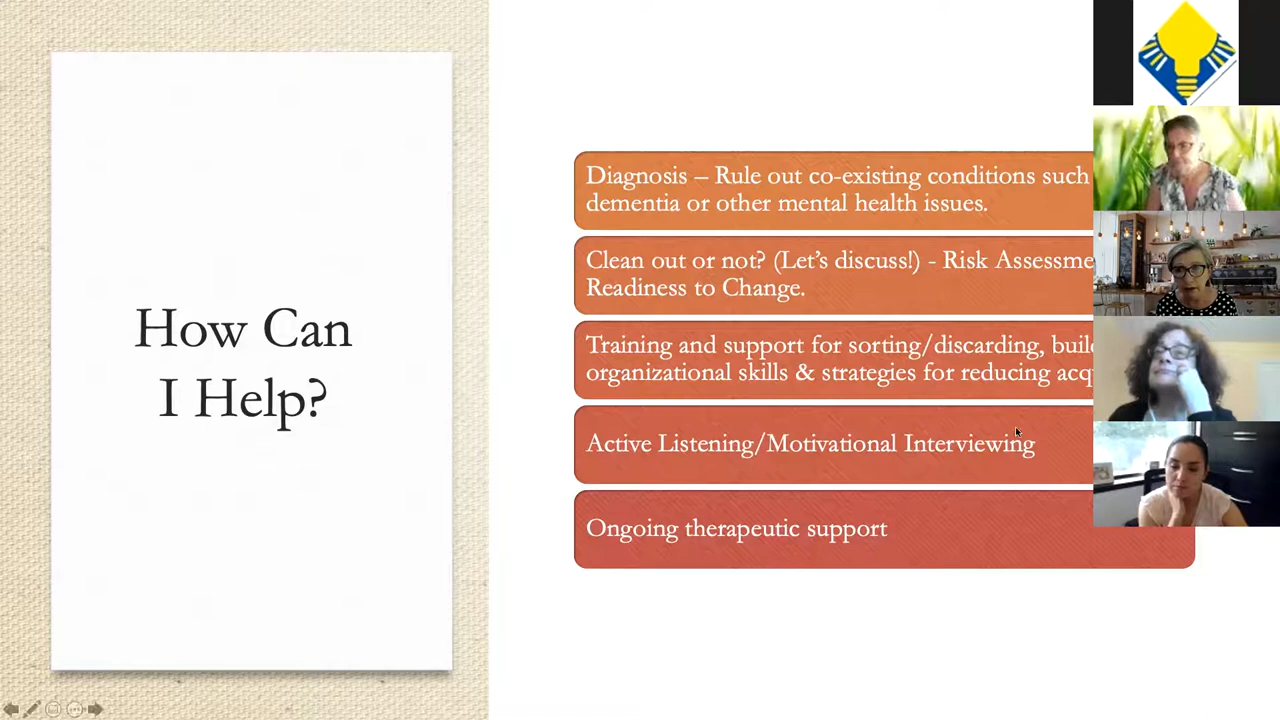 How Can
I Help?
Diagnosis – Rule out co-existing conditions such
dementia or other mental health issues.
Clean out or not? (Let’s discuss!) - Risk Assessme
Readiness to Change.
Training and support for sorting/discarding, buil
organizational skills & strategies for reducing acq
Active Listening/Motivational Interviewing
Ongoing therapeutic support